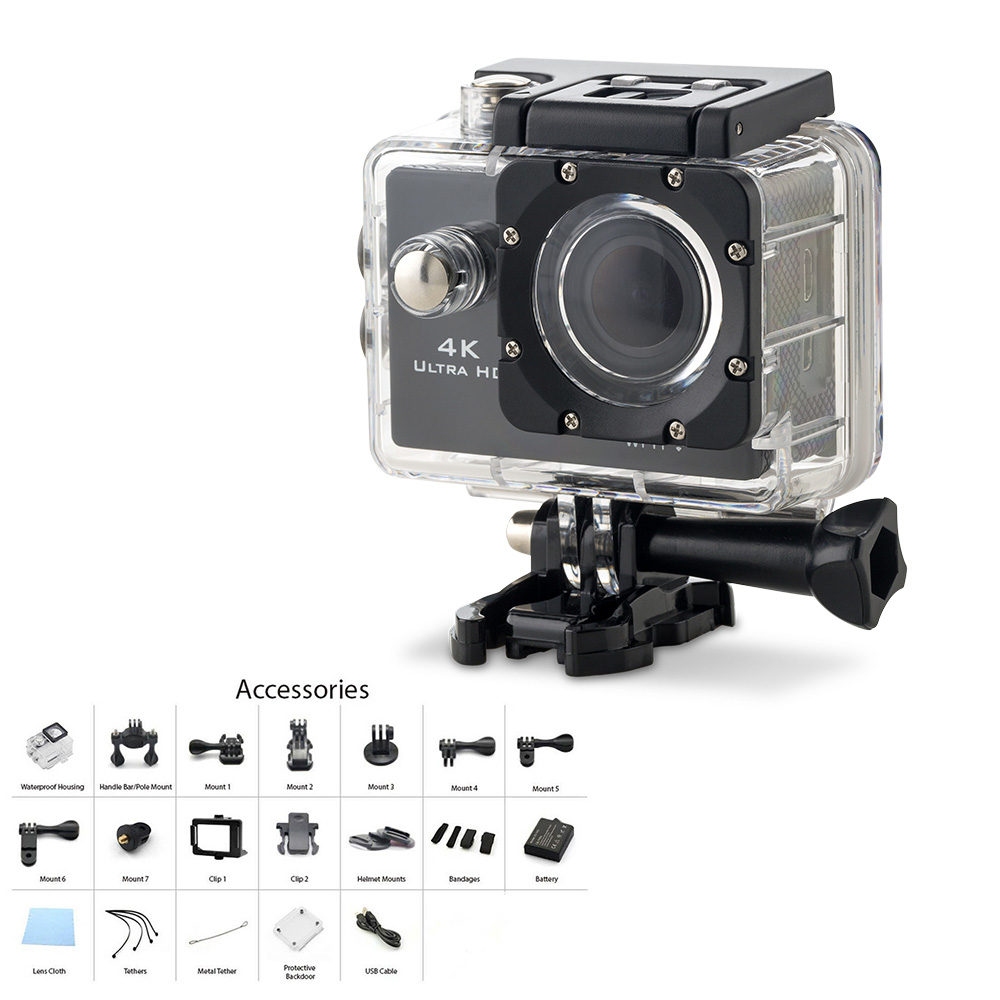 4K
ULTRA HD
Accessories
Waterproof Housing
Handle Bar/Pole Mount
Mount 1
Mount 2
Mount 3
Mount 4
Mount 5
Mount 6
Mount 7
Clip 1
Clip 2
Helmet Mounts
Bandages
Battery
Lens Cloth
Tethers
Metal Tether
Protective
Backdoor
USB Cable